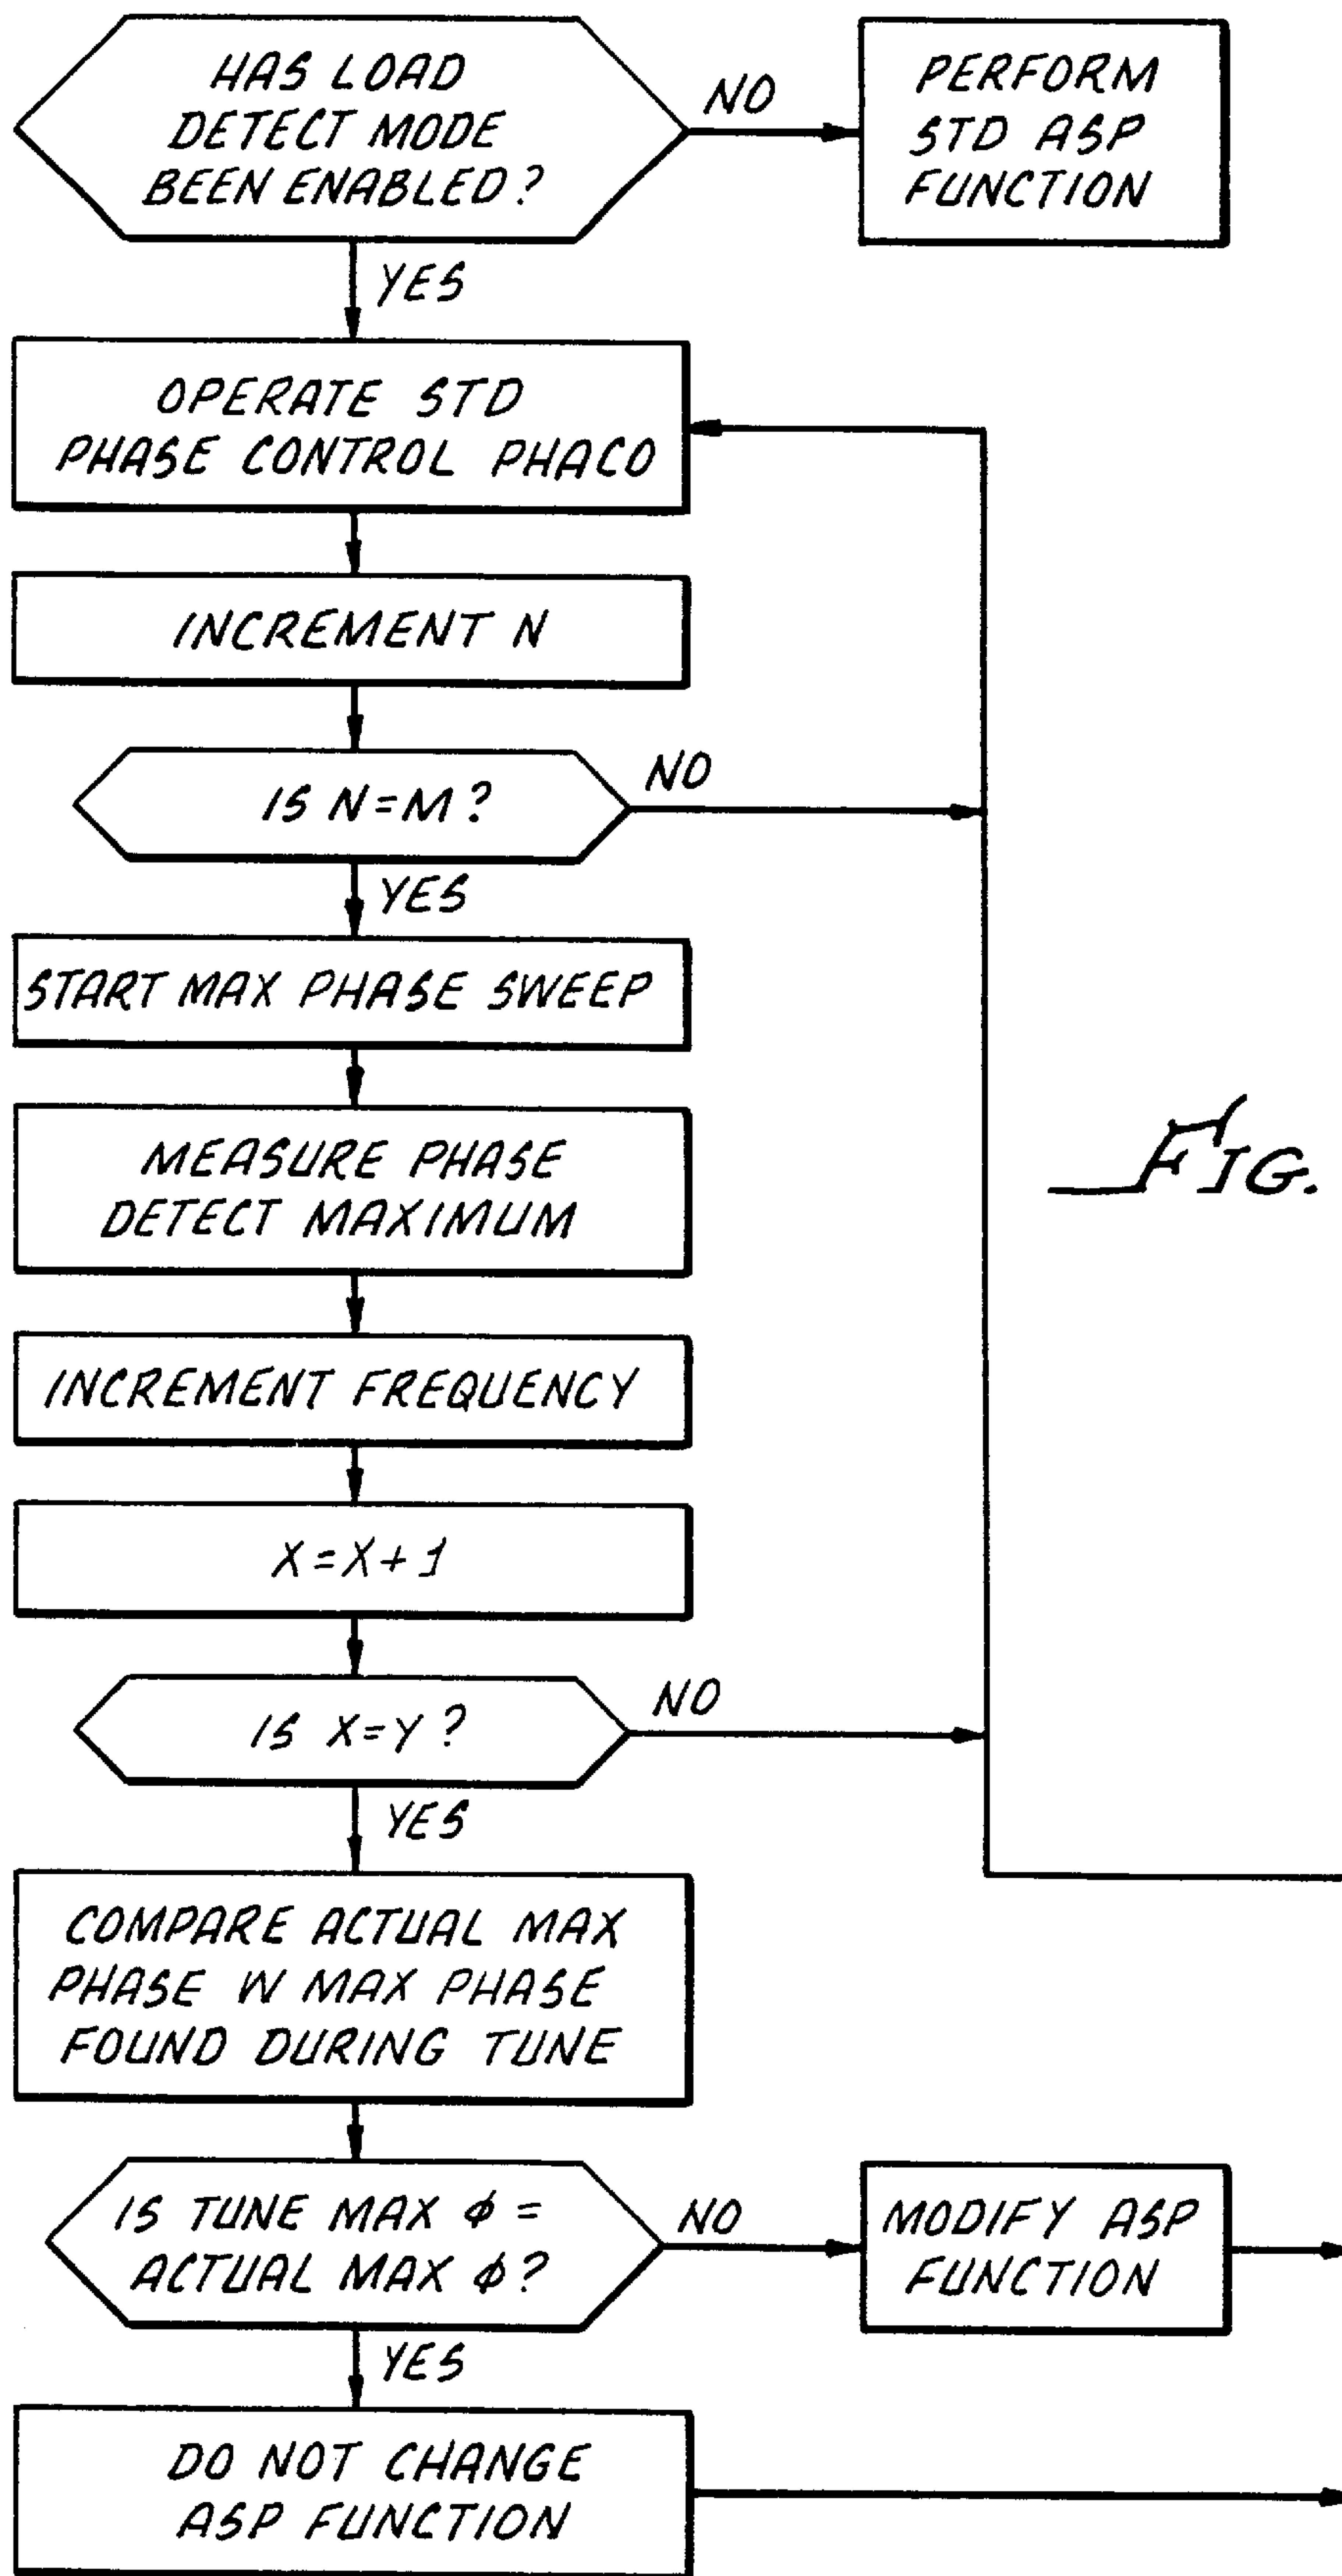 HAS LOAD
DETECT MODE
BEEN ENABLED?
NO
PERFORM
STD ASP
FUNCTION
YES
OPERATE STD
PHASE CONTROL PHACO
INCREMENT N
IS N=M?
NO
YES
START MAX PHASE SWEEP
MEASURE PHASE
DETECT MAXIMUM
FIG.
INCREMENT FREQUENCY
X=X+1
IS X=Y?
NO
YES
COMPARE ACTUAL MAX
PHASE W MAX PHASE
FOUND DURING TUNE
IS TUNE MAX ϕ =
ACTUAL MAX ϕ?
NO
MODIFY ASP
FUNCTION
YES
DO NOT CHANGE
ASP FUNCTION